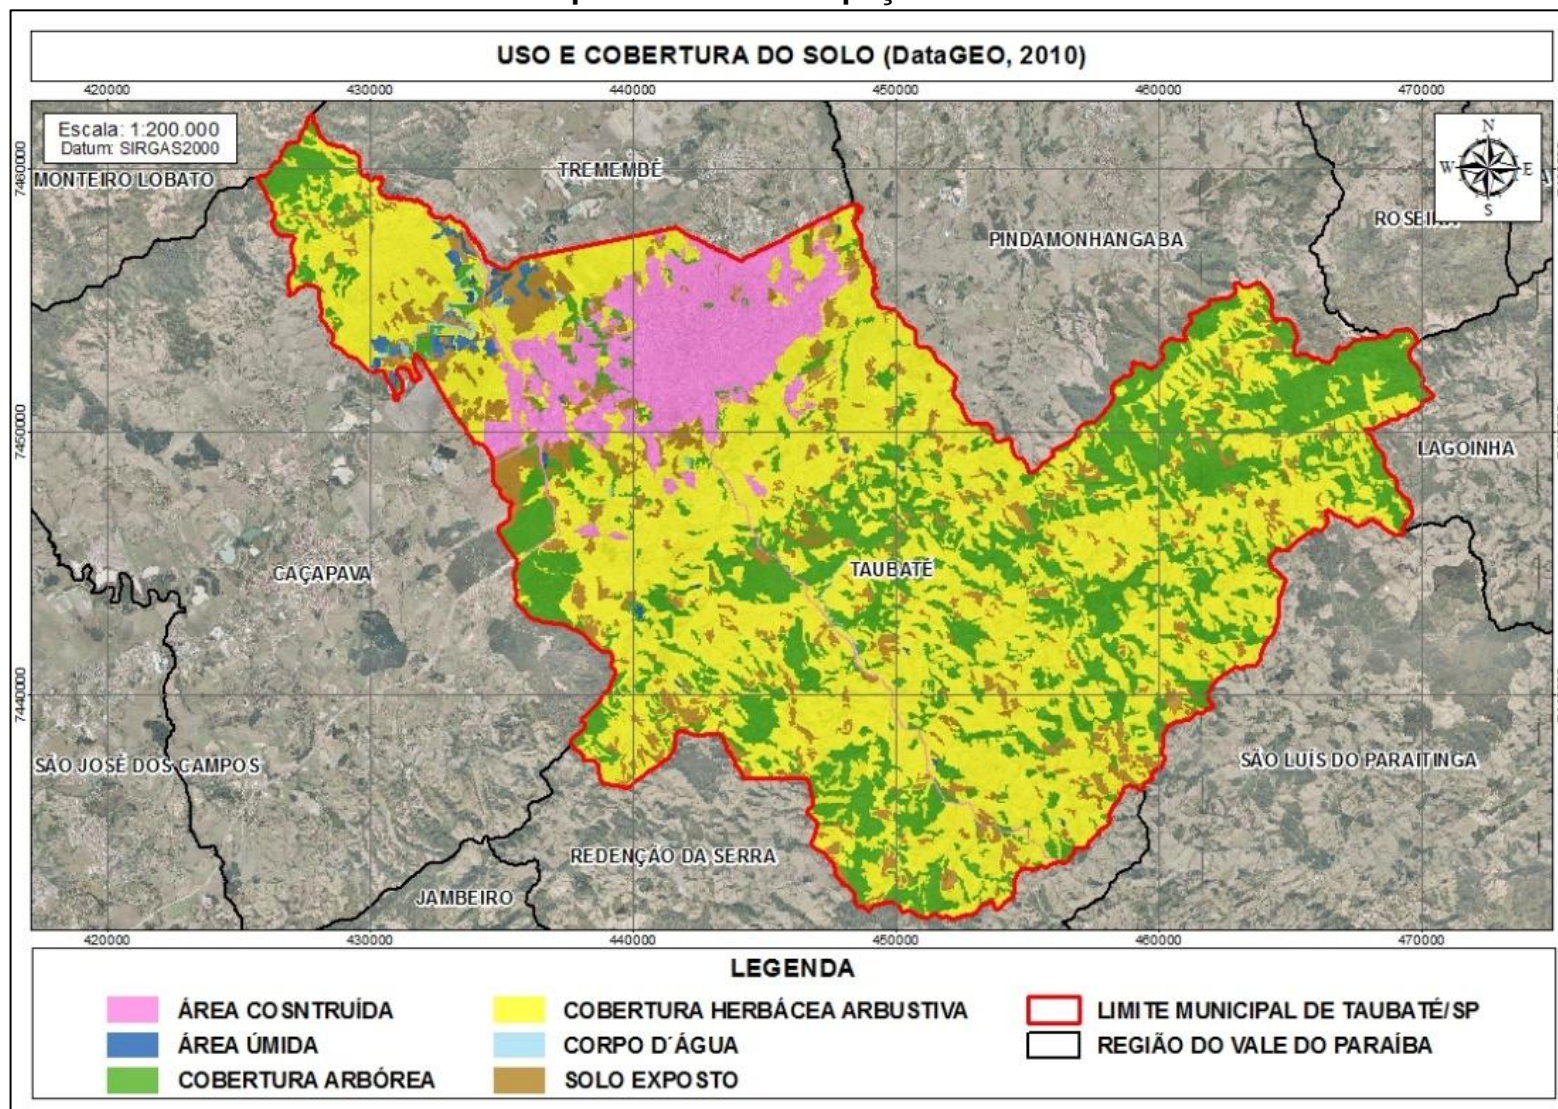 USO E COBERTURA DO SOLO (DataGEO, 2010)
420000 430000 440000 450000 460000 470000
Escala: 1:200.000
Datum: SIRGAS2000
N
W E
S
7460000
MONTEIRO LOBATO
TREMEMBÉ
PINDAMONHANGABA
7450000
LAGOINHA
CAÇAPAVA
TAUBATÉ
7440000
SÃO JOSÉ DOS CAMPOS
SÃO LUÍS DO PARAITINGA
REDENÇÃO DA SERRA
JAMBEIRO
420000 430000 440000 450000 460000 470000
LEGENDA
ÁREA COSNTRUÍDA
COBERTURA HERBÁCEA ARBUSTIVA
LIMITE MUNICIPAL DE TAUBATÉ/SP
ÁREA ÚMIDA
CORPO D´ÁGUA
REGIÃO DO VALE DO PARAÍBA
COBERTURA ARBÓREA
SOLO EXPOSTO